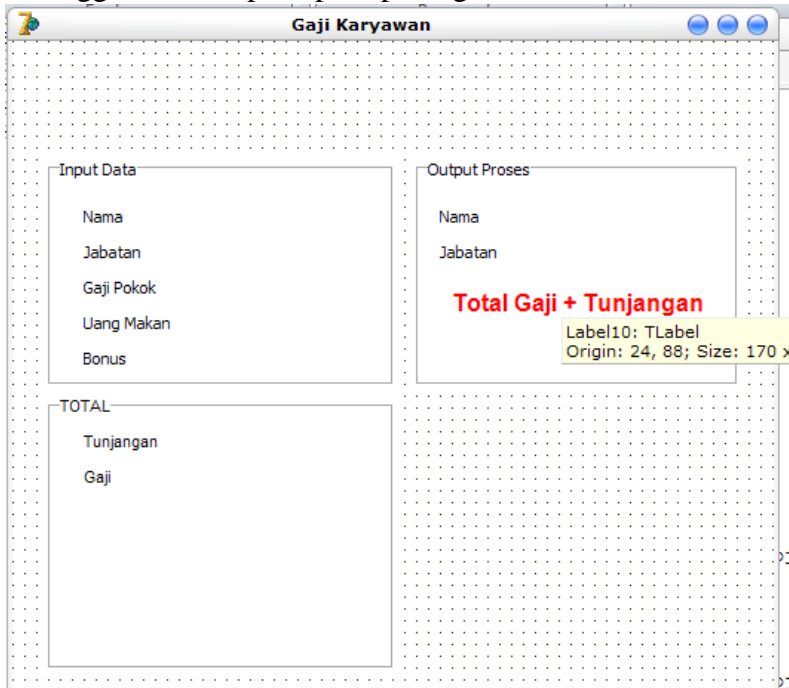 Gaji Karyawan
Input Data
Nama
Jabatan
Gaji Pokok
Uang Makan
Bonus
Output Proses
Nama
Jabatan
Total Gaji + Tunjangan
Label10: TLabel
Origin: 24, 88; Size: 170 x
TOTAL
Tunjangan
Gaji